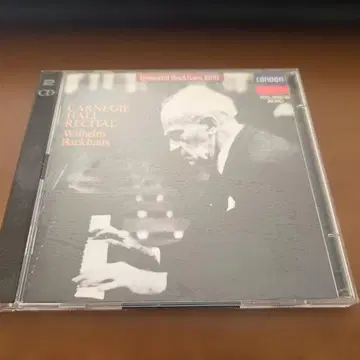 2
CD
Immortal Backhaus 1000
LONDON
CARNEGIE
HALL
RECITAL
Wilhelm
Backhaus